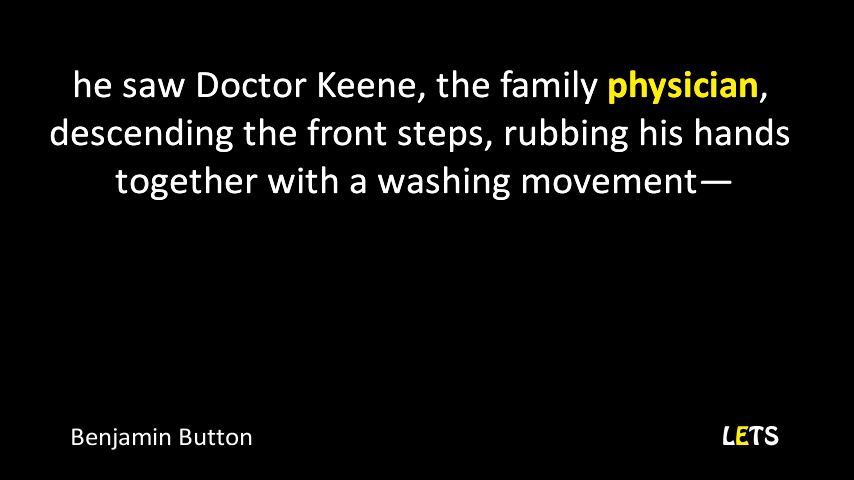 he saw Doctor Keene, the family physician,
descending the front steps, rubbing his hands
together with a washing movement—
Benjamin Button
LETS